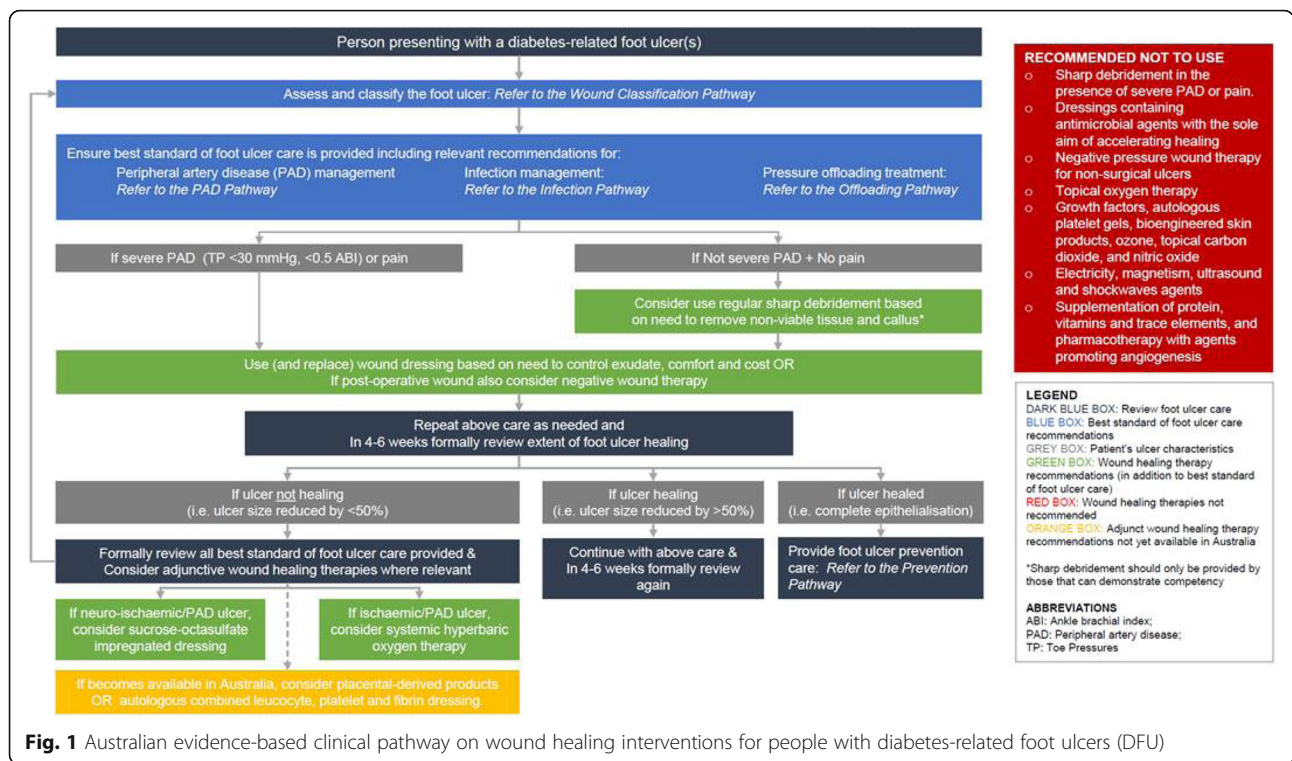 Person presenting with a diabetes-related foot ulcer(s)
Assess and classify the foot ulcer: Refer to the Wound Classification Pathway
Ensure best standard of foot ulcer care is provided including relevant recommendations for:
Peripheral artery disease (PAD) management
Refer to the PAD Pathway
Infection management:
Refer to the Infection Pathway
Pressure offloading treatment:
Refer to the Offloading Pathway
If severe PAD (TP <30 mmHg, <0.5 ABI) or pain
If Not severe PAD + No pain
Consider use regular sharp debridement based
on need to remove non-viable tissue and callus*
Use (and replace) wound dressing based on need to control exudate, comfort and cost OR
If post-operative wound also consider negative wound therapy
Repeat above care as needed and
In 4-6 weeks formally review extent of foot ulcer healing
If ulcer not healing
(i.e. ulcer size reduced by <50%)
If ulcer healing
(i.e. ulcer size reduced by >50%)
If ulcer healed
(i.e. complete epithelialisation)
Formally review all best standard of foot ulcer care provided &
Consider adjunctive wound healing therapies where relevant
Continue with above care &
In 4-6 weeks formally review
again
Provide foot ulcer prevention
care: Refer to the Prevention
Pathway
If neuro-ischaemic/PAD ulcer,
consider sucrose-octasulfate
impregnated dressing
If ischaemic/PAD ulcer,
consider systemic hyperbaric
oxygen therapy
If becomes available in Australia, consider placental-derived products
OR autologous combined leucocyte, platelet and fibrin dressing.
RECOMMENDED NOT TO USE
o Sharp debridement in the
presence of severe PAD or pain.
o Dressings containing
antimicrobial agents with the sole
aim of accelerating healing
o Negative pressure wound therapy
for non-surgical ulcers
o Topical oxygen therapy
o Growth factors, autologous
platelet gels, bioengineered skin
products, ozone, topical carbon
dioxide, and nitric oxide
o Electricity, magnetism, ultrasound
and shockwaves agents
o Supplementation of protein,
vitamins and trace elements, and
pharmacotherapy with agents
promoting angiogenesis
LEGEND
DARK BLUE BOX: Review foot ulcer care
BLUE BOX: Best standard of foot ulcer care
recommendations
GREY BOX: Patient's ulcer characteristics
GREEN BOX: Wound healing therapy
recommendations (in addition to best standard
of foot ulcer care)
RED BOX: Wound healing therapies not
recommended
ORANGE BOX: Adjunct wound healing therapy
recommendations not yet available in Australia
*Sharp debridement should only be provided by
those that can demonstrate competency
ABBREVIATIONS
ABI: Ankle brachial index;
PAD: Peripheral artery disease;
TP: Toe Pressures
Fig. 1 Australian evidence-based clinical pathway on wound healing interventions for people with diabetes-related foot ulcers (DFU)